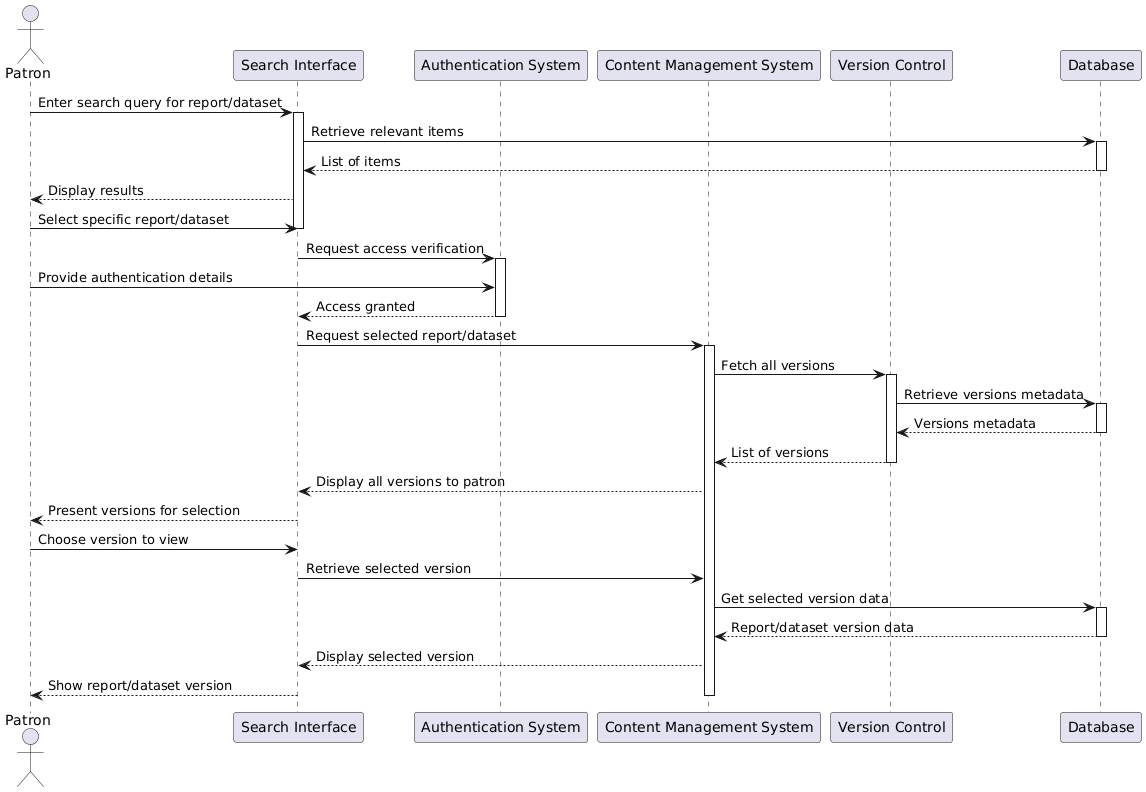 Patron
Search Interface
Authentication System
Content Management System
Version Control
Database
Enter search query for report/dataset
Retrieve relevant items
List of items
Display results
Select specific report/dataset
Request access verification
Provide authentication details
Access granted
Request selected report/dataset
Fetch all versions
Retrieve versions metadata
Versions metadata
List of versions
Display all versions to patron
Present versions for selection
Choose version to view
Retrieve selected version
Get selected version data
Report/dataset version data
Display selected version
Show report/dataset version
Patron
Search Interface
Authentication System
Content Management System
Version Control
Database